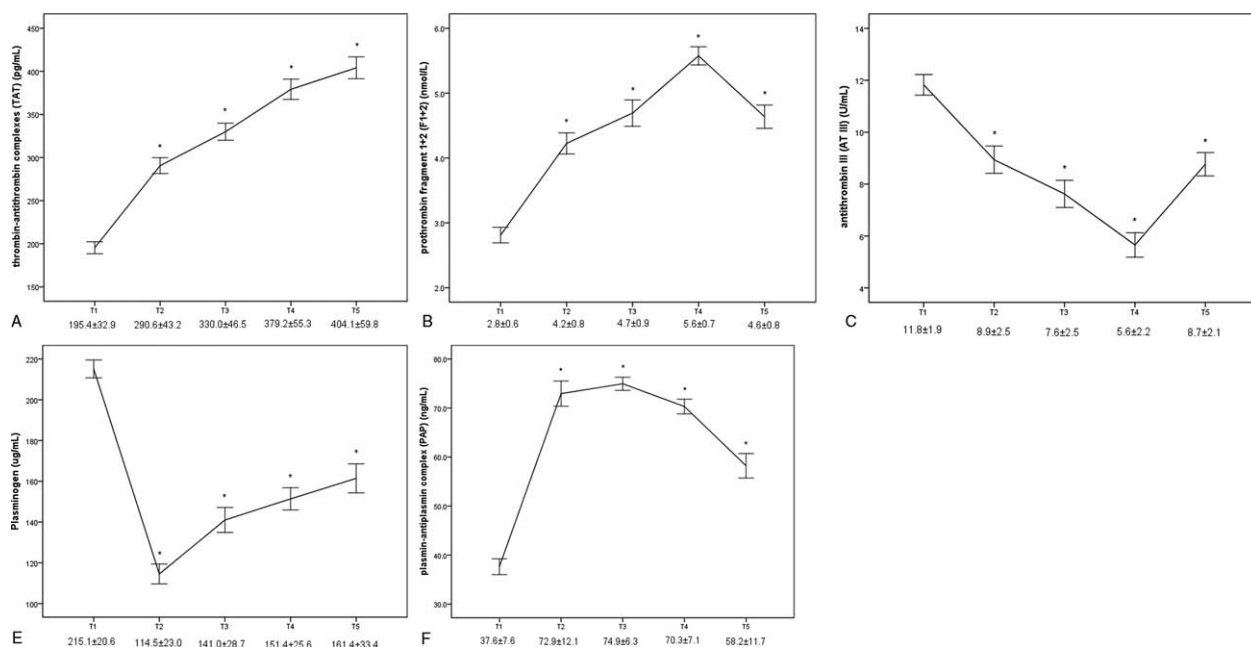 thrombin-antithrombin complexes (TAT) (pg/mL)
450
400
350
300
250
200
150
*
*
*
*
T1 T2 T3 T4 T5
195.4±32.9 290.6±43.2 330.0±46.5 379.2±55.3 404.1±59.8
A
prothrombin fragment 1+2 (F1+2) (nmol/L)
6.0
5.0
4.0
3.0
2.0
*
*
*
*
T1 T2 T3 T4 T5
2.8±0.6 4.2±0.8 4.7±0.9 5.6±0.7 4.6±0.8
B
antithrombin III (AT III) (U/mL)
14
12
10
8
6
4
*
*
*
*
T1 T2 T3 T4 T5
11.8±1.9 8.9±2.5 7.6±2.5 5.6±2.2 8.7±2.1
C
Plasminogen (ug/mL)
220
200
180
160
140
120
100
*
*
*
*
T1 T2 T3 T4 T5
215.1±20.6 114.5±23.0 141.0±28.7 151.4±25.6 161.4±33.4
E
plasmin-antiplasmin complex (PAP) (ng/mL)
80.0
70.0
60.0
50.0
40.0
30.0
*
*
*
*
T1 T2 T3 T4 T5
37.6±7.6 72.9±12.1 74.9±6.3 70.3±7.1 58.2±11.7
F